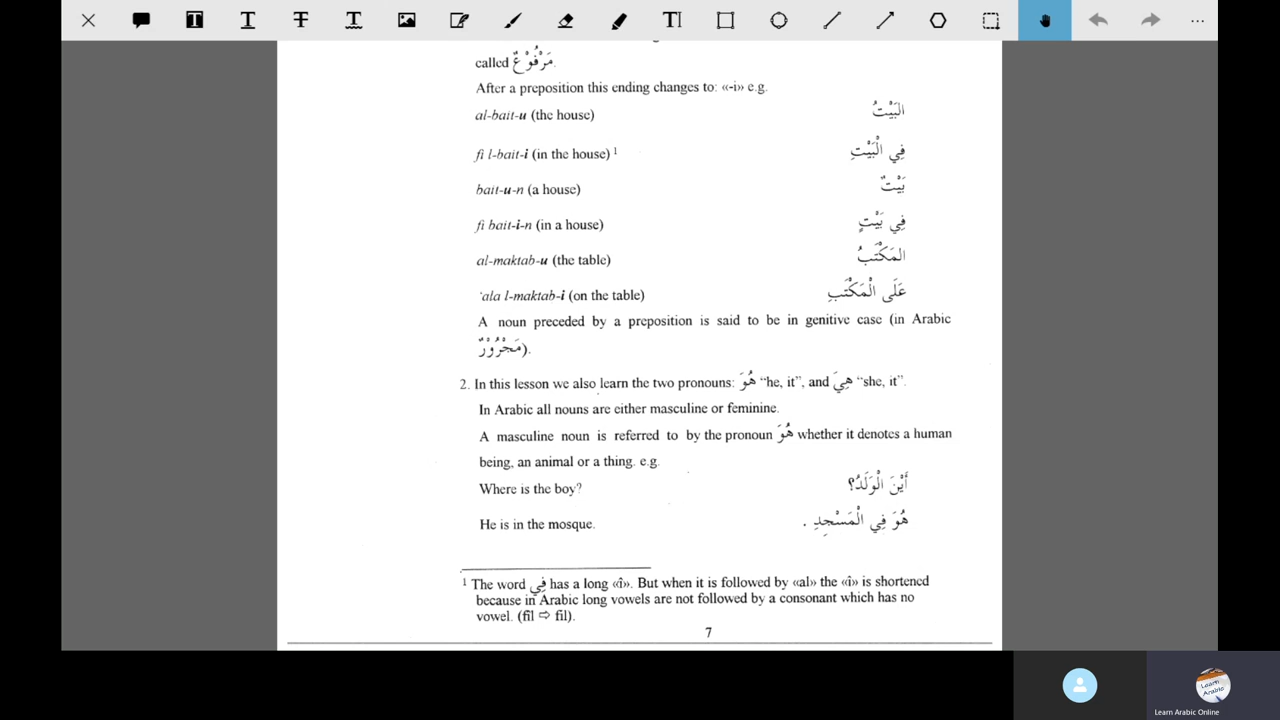 called مَرْفُوْعٌ.
After a preposition this ending changes to: «-i» e.g.
al-bait-u (the house) البَيْتُ
fi l-bait-i (in the house) ¹ فِي الْبَيْتِ
bait-u-n (a house) بَيْتٌ
fi bait-i-n (in a house) فِي بَيْتٍ
al-maktab-u (the table) المَكْتَبُ
‘ala l-maktab-i (on the table) عَلَى الْمَكْتَبِ
A noun preceded by a preposition is said to be in genitive case (in Arabic
مَجْرُوْرٌ).
2. In this lesson we also learn the two pronouns: هُوَ “he, it”, and هِيَ “she, it”.
In Arabic all nouns are either masculine or feminine.
A masculine noun is referred to by the pronoun هُوَ whether it denotes a human
being, an animal or a thing. e.g.
Where is the boy? أَيْنَ الْوَلَدُ؟
He is in the mosque. هُوَ فِي الْمَسْجِدِ .
¹ The word فِي has a long «î». But when it is followed by «al» the «î» is shortened
because in Arabic long vowels are not followed by a consonant which has no
vowel. (fîl ⇨ fil).
7
Learn Arabic
Learn Arabic Online